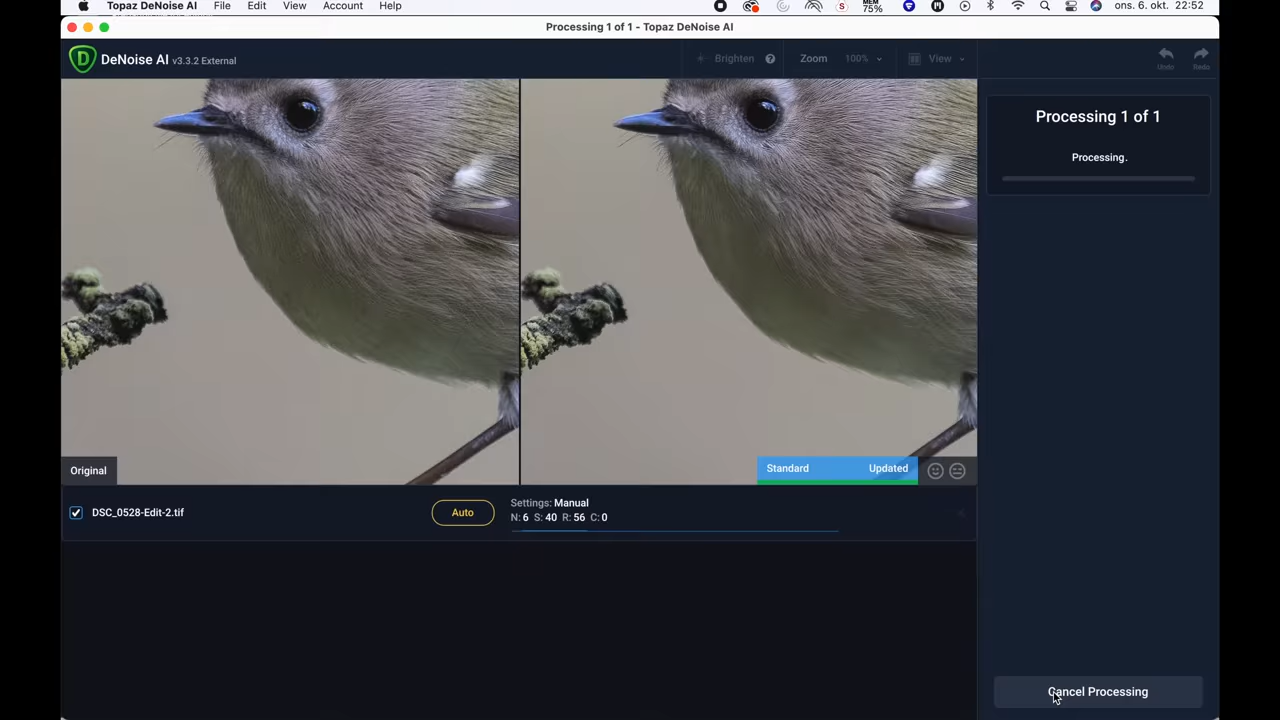 Topaz DeNoise AI File Edit View Account Help MEM 75% ons. 6. okt. 22:52
Processing 1 of 1 - Topaz DeNoise AI
DeNoise AI v3.3.2 External Brighten ? Zoom 100% View Undo Redo
Processing 1 of 1
Processing.
Original
Standard Updated
DSC_0528-Edit-2.tif Auto
Settings: Manual
N: 6 S: 40 R: 56 C: 0
Cancel Processing